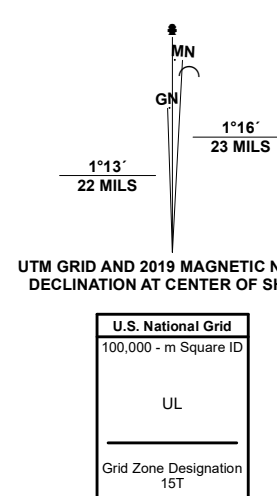 MN
GN
1°16´
23 MILS
1°13´
22 MILS
UTM GRID AND 2019 MAGNETIC N
DECLINATION AT CENTER OF SH
U.S. National Grid
100,000 - m Square ID
UL
Grid Zone Designation
15T